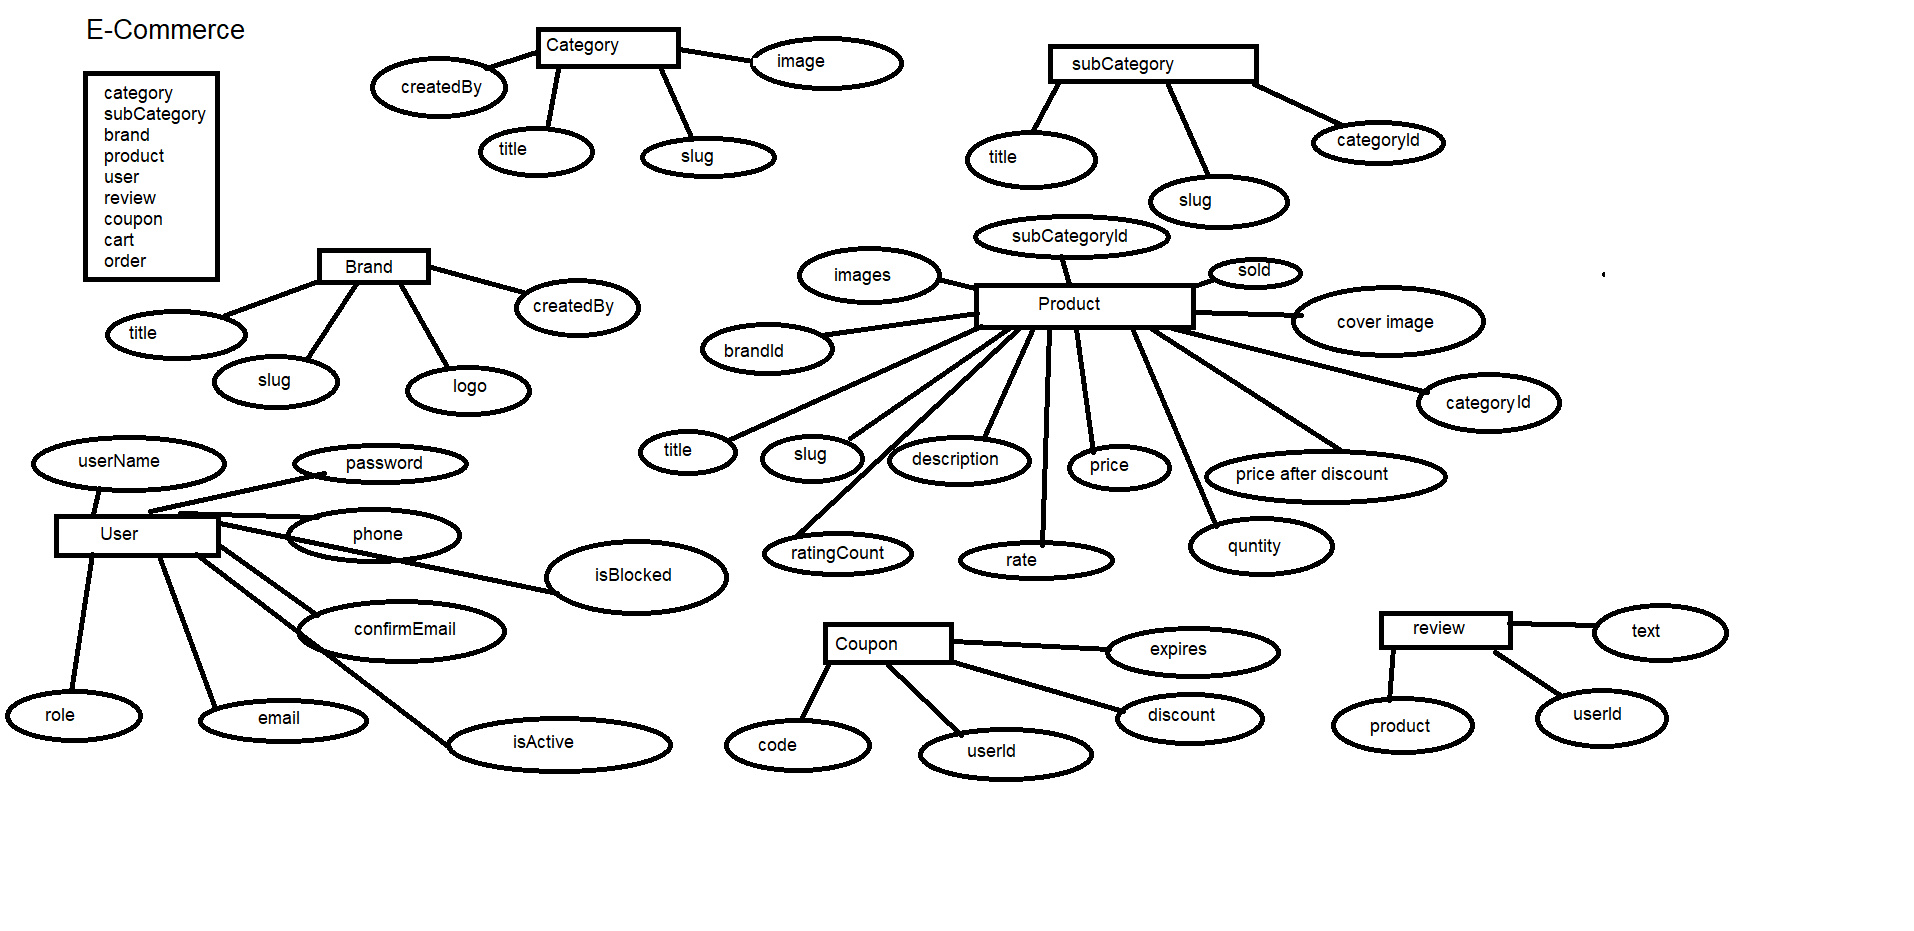 E-Commerce
category
subCategory
brand
product
user
review
coupon
cart
order
Category
createdBy
image
title
slug
subCategory
title
slug
categoryId
Brand
title
slug
logo
createdBy
Product
subCategoryId
images
sold
brandId
cover image
categoryId
title
slug
description
price
price after discount
ratingCount
rate
quntity
User
userName
password
phone
isBlocked
confirmEmail
role
email
isActive
Coupon
expires
discount
code
userId
review
text
product
userId